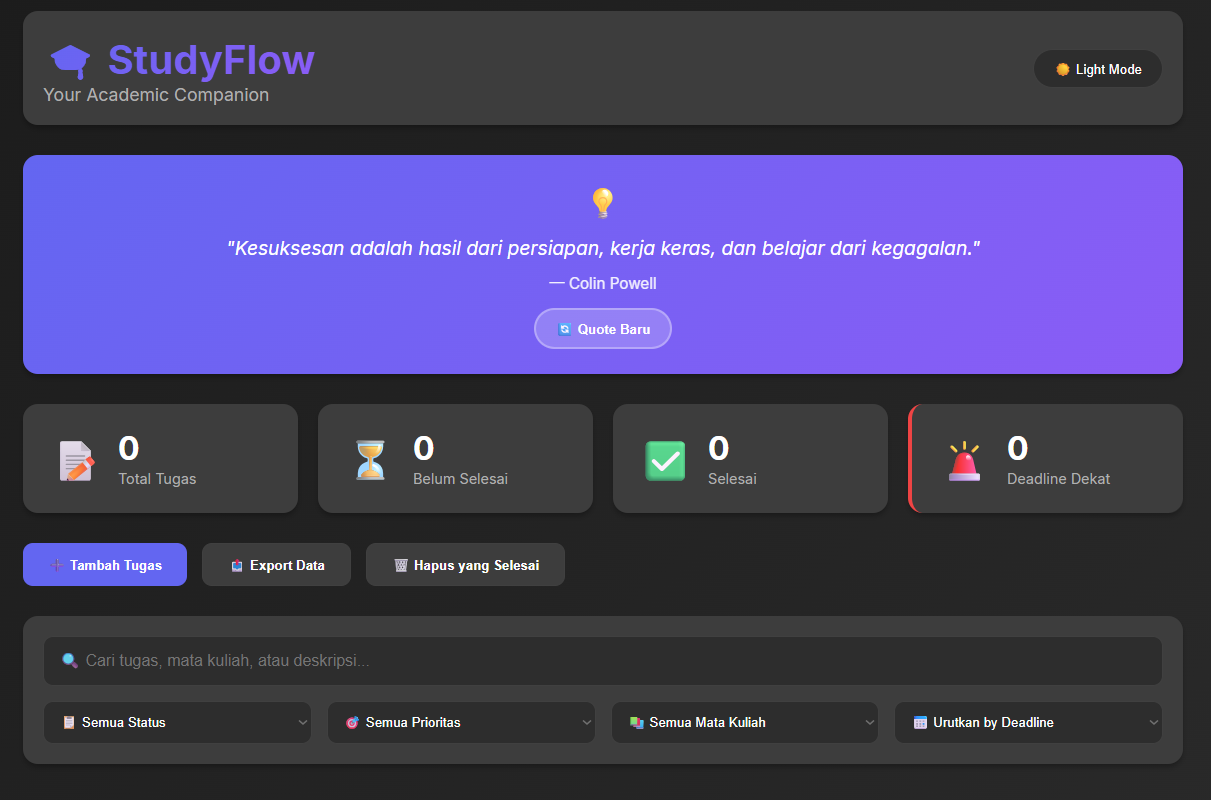 StudyFlow
Your Academic Companion
Light Mode
"Kesuksesan adalah hasil dari persiapan, kerja keras, dan belajar dari kegagalan."
— Colin Powell
Quote Baru
0
Total Tugas
0
Belum Selesai
0
Selesai
0
Deadline Dekat
Tambah Tugas
Export Data
Hapus yang Selesai
Cari tugas, mata kuliah, atau deskripsi...
Semua Status
Semua Prioritas
Semua Mata Kuliah
Urutkan by Deadline